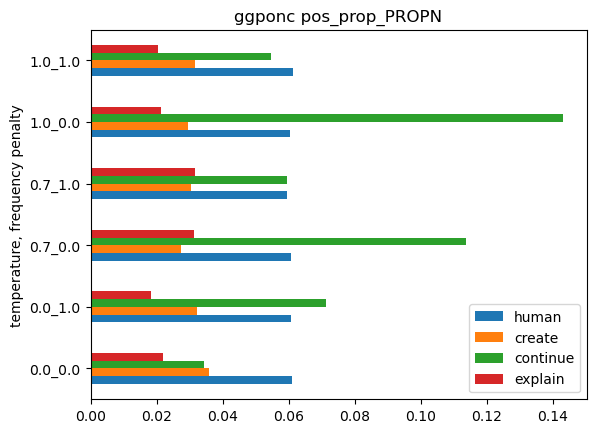 ggponc pos_prop_PROPN
temperature, frequency penalty
1.0_1.0
1.0_0.0
0.7_1.0
0.7_0.0
0.0_1.0
0.0_0.0
human
create
continue
explain
0.00 0.02 0.04 0.06 0.08 0.10 0.12 0.14